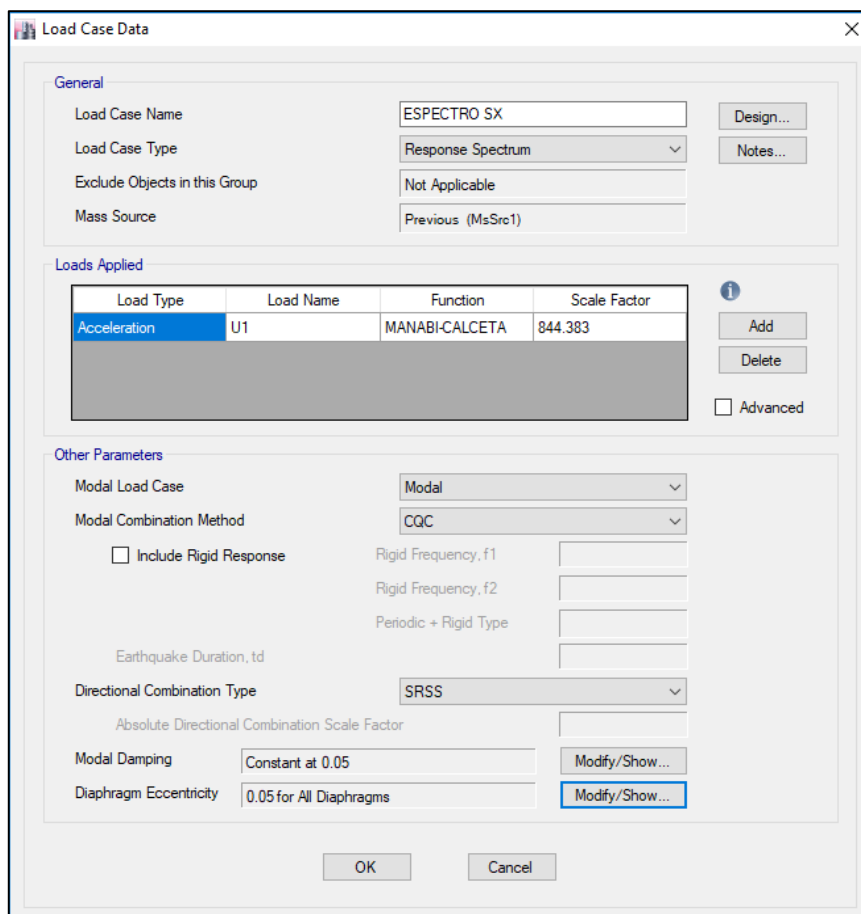 Load Case Data
General
Load Case Name ESPECTRO SX Design...
Load Case Type Response Spectrum Notes...
Exclude Objects in this Group Not Applicable
Mass Source Previous (MsSrc1)
Loads Applied
Load Type Load Name Function Scale Factor
Acceleration U1 MANABI-CALCETA 844.383
Add
Delete
Advanced
Other Parameters
Modal Load Case Modal
Modal Combination Method CQC
Include Rigid Response Rigid Frequency, f1
Rigid Frequency, f2
Periodic + Rigid Type
Earthquake Duration, td
Directional Combination Type SRSS
Absolute Directional Combination Scale Factor
Modal Damping Constant at 0.05 Modify/Show...
Diaphragm Eccentricity 0.05 for All Diaphragms Modify/Show...
OK Cancel